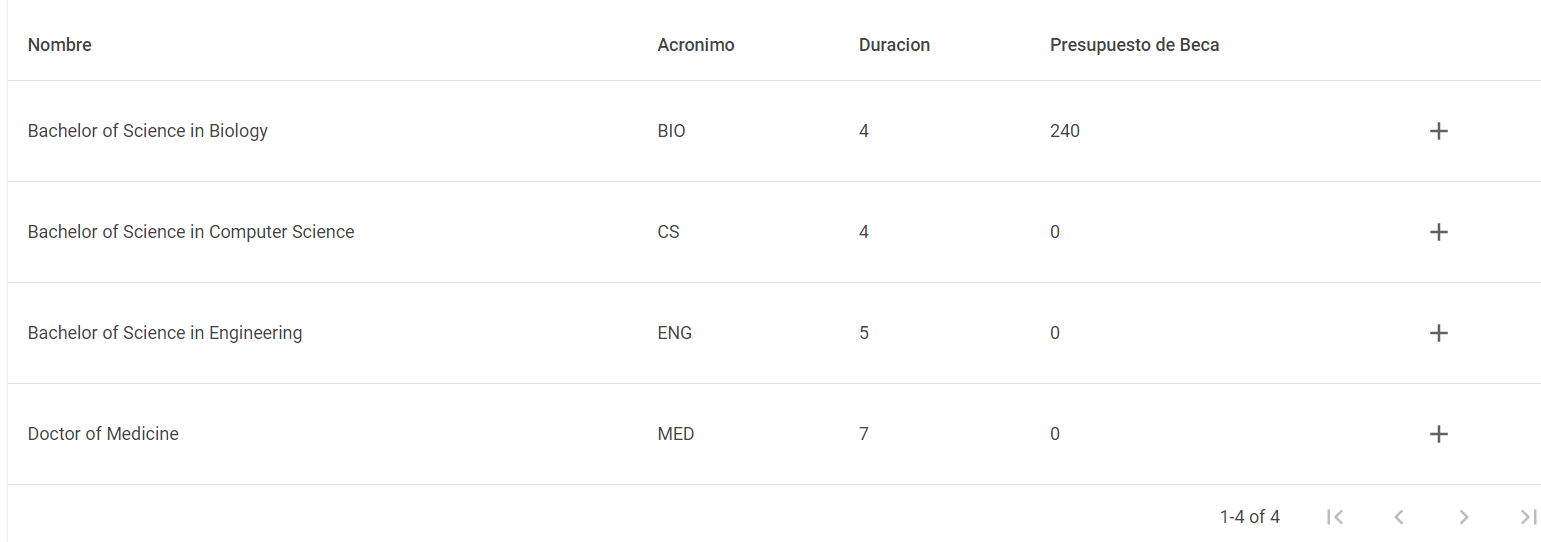 Nombre Acronimo Duracion Presupuesto de Beca
Bachelor of Science in Biology BIO 4 240
Bachelor of Science in Computer Science CS 4 0
Bachelor of Science in Engineering ENG 5 0
Doctor of Medicine MED 7 0
1-4 of 4